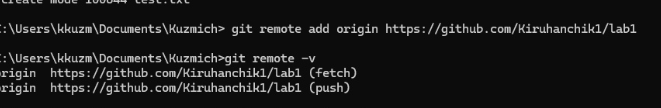 create mode 100644 test.txt
:\Users\kkuzm\Documents\Kuzmich> git remote add origin https://github.com/Kiruhanchik1/lab1
:\Users\kkuzm\Documents\Kuzmich>git remote -v
origin https://github.com/Kiruhanchik1/lab1 (fetch)
origin https://github.com/Kiruhanchik1/lab1 (push)